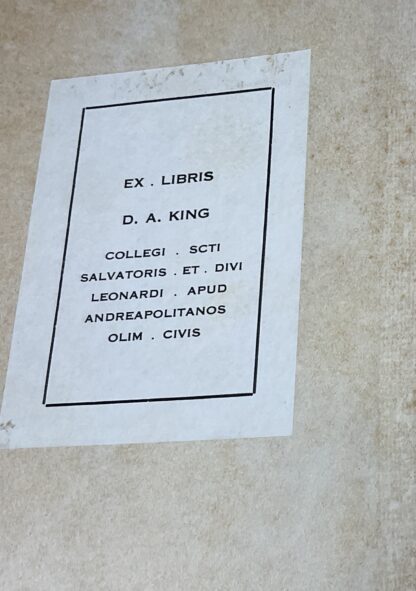 EX . LIBRIS
D. A. KING
COLLEGI . SCTI
SALVATORIS . ET . DIVI
LEONARDI . APUD
ANDREAPOLITANOS
OLIM . CIVIS